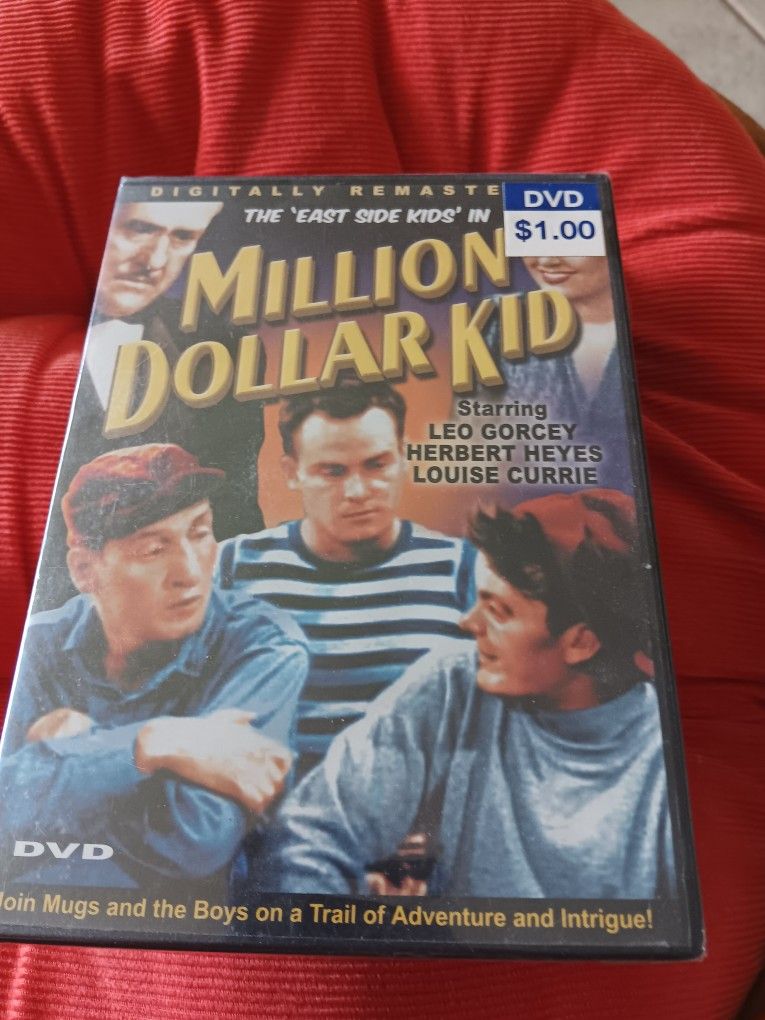 DIGITALLY REMASTE
DVD
$1.00
THE 'EAST SIDE KIDS' IN
MILLION
DOLLAR KID
Starring
LEO GORCEY
HERBERT HEYES
LOUISE CURRIE
DVD
Join Mugs and the Boys on a Trail of Adventure and Intrigue!